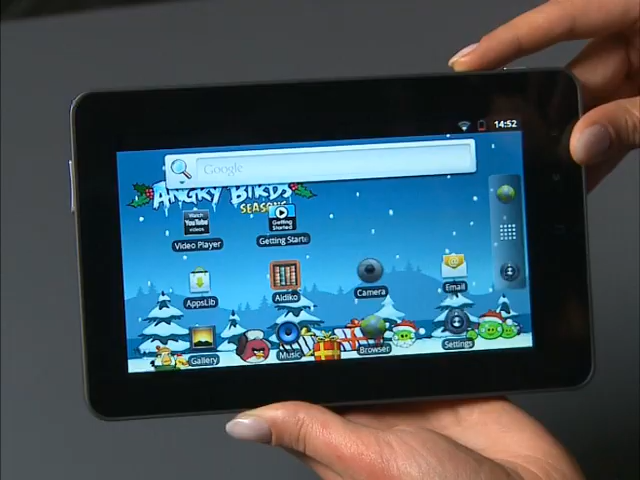 14:52
Google
ANGRY BIRDS
SEASONS
Watch
YouTube
videos
Getting
Started
Video Player
Getting Starte
AppsLib
Aldiko
Camera
Email
Gallery
Music
Browser
Settings